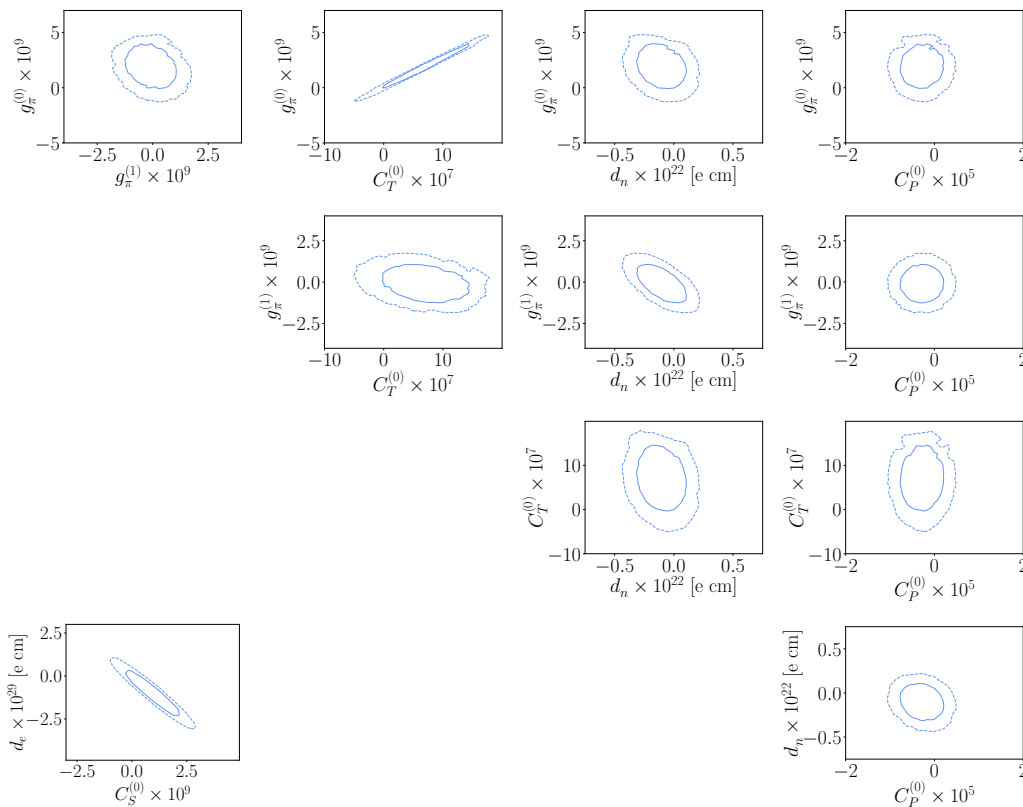 5 0 −5 g_π^(0) × 10^9 −2.5 0.0 2.5 g_π^(1) × 10^9
5 0 −5 g_π^(0) × 10^9 −10 0 10 C_T^(0) × 10^7
5 0 −5 g_π^(0) × 10^9 −0.5 0.0 0.5 d_n × 10^22 [e cm]
5 0 −5 g_π^(0) × 10^9 −2 0 2 C_P^(0) × 10^5
2.5 0.0 −2.5 g_π^(1) × 10^9 −10 0 10 C_T^(0) × 10^7
2.5 0.0 −2.5 g_π^(1) × 10^9 −0.5 0.0 0.5 d_n × 10^22 [e cm]
2.5 0.0 −2.5 g_π^(1) × 10^9 −2 0 2 C_P^(0) × 10^5
10 0 −10 C_T^(0) × 10^7 −0.5 0.0 0.5 d_n × 10^22 [e cm]
10 0 −10 C_T^(0) × 10^7 −2 0 2 C_P^(0) × 10^5
2.5 0.0 −2.5 d_e × 10^29 [e cm] −2.5 0.0 2.5 C_S^(0) × 10^9
0.5 0.0 −0.5 d_n × 10^22 [e cm] −2 0 2 C_P^(0) × 10^5